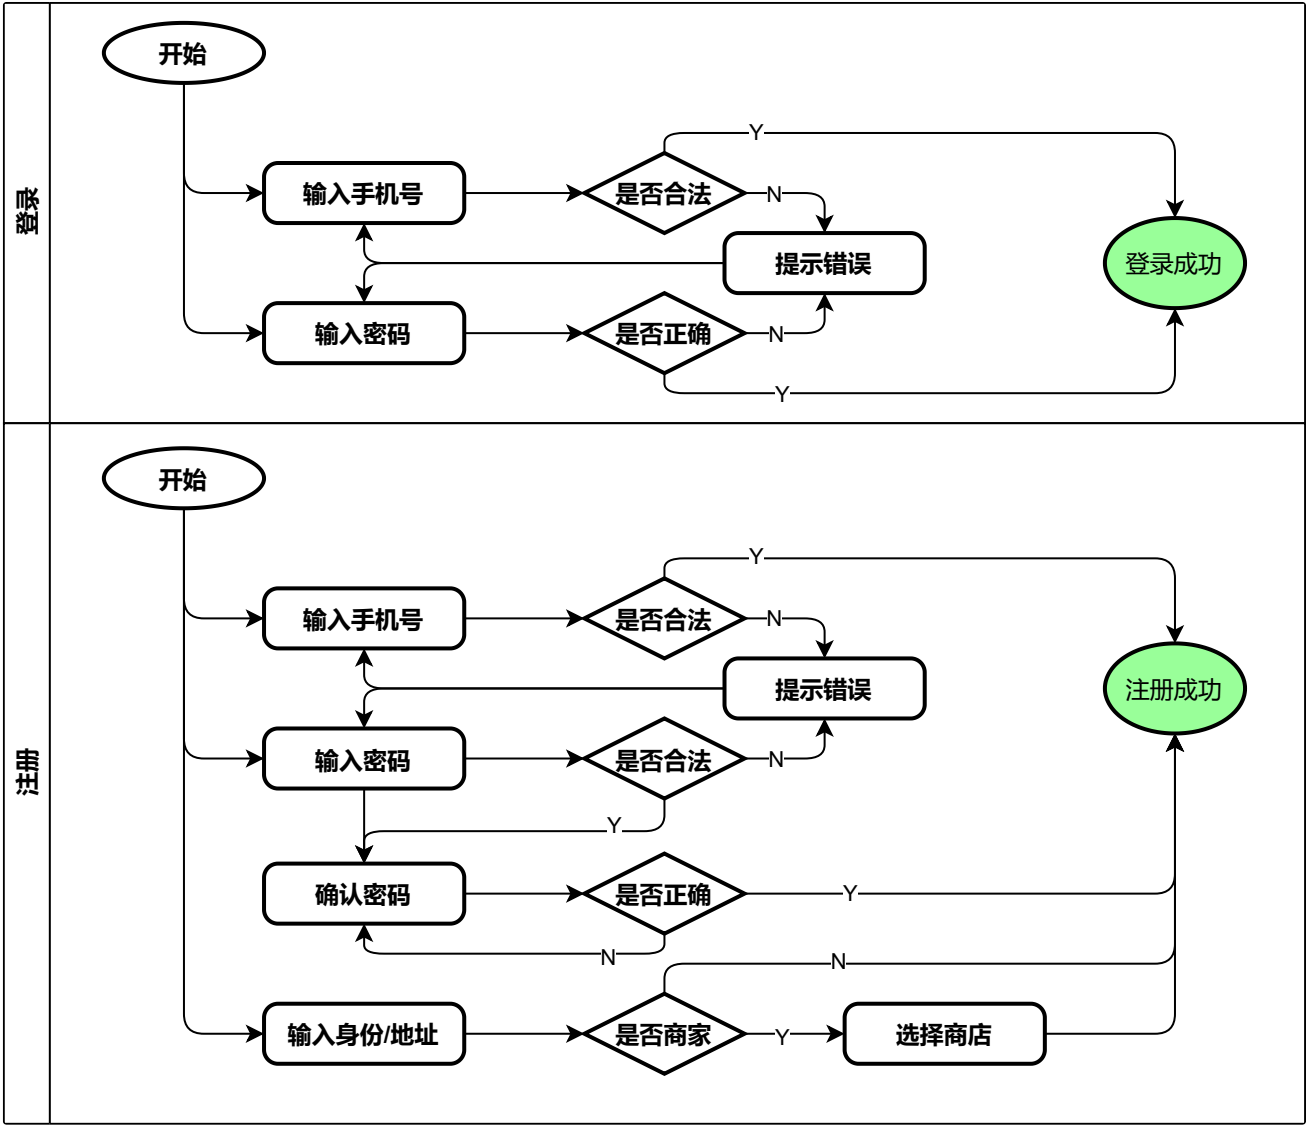 登录
开始
Y
输入手机号
是否合法
N
提示错误
登录成功
输入密码
是否正确
N
Y
注册
开始
Y
输入手机号
是否合法
N
提示错误
注册成功
输入密码
是否合法
N
Y
确认密码
是否正确
Y
N
N
输入身份/地址
是否商家
Y
选择商店